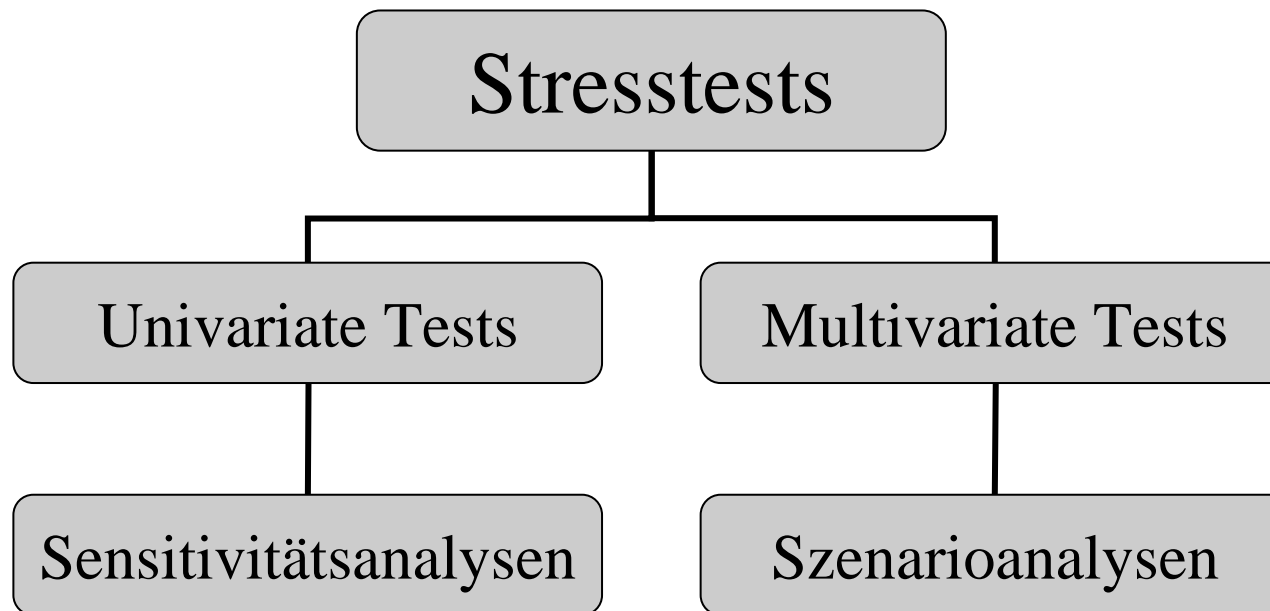 Stresstests
Univariate Tests
Multivariate Tests
Sensitivitätsanalysen
Szenarioanalysen